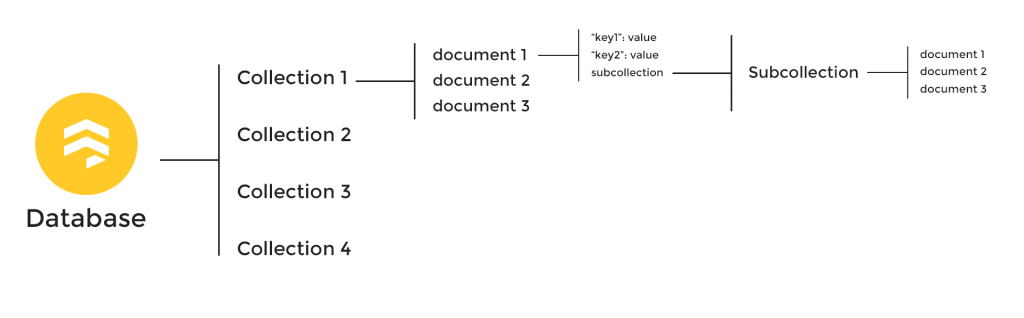 Database
Collection 1
Collection 2
Collection 3
Collection 4
document 1
document 2
document 3
“key1”: value
“key2”: value
subcollection
Subcollection
document 1
document 2
document 3